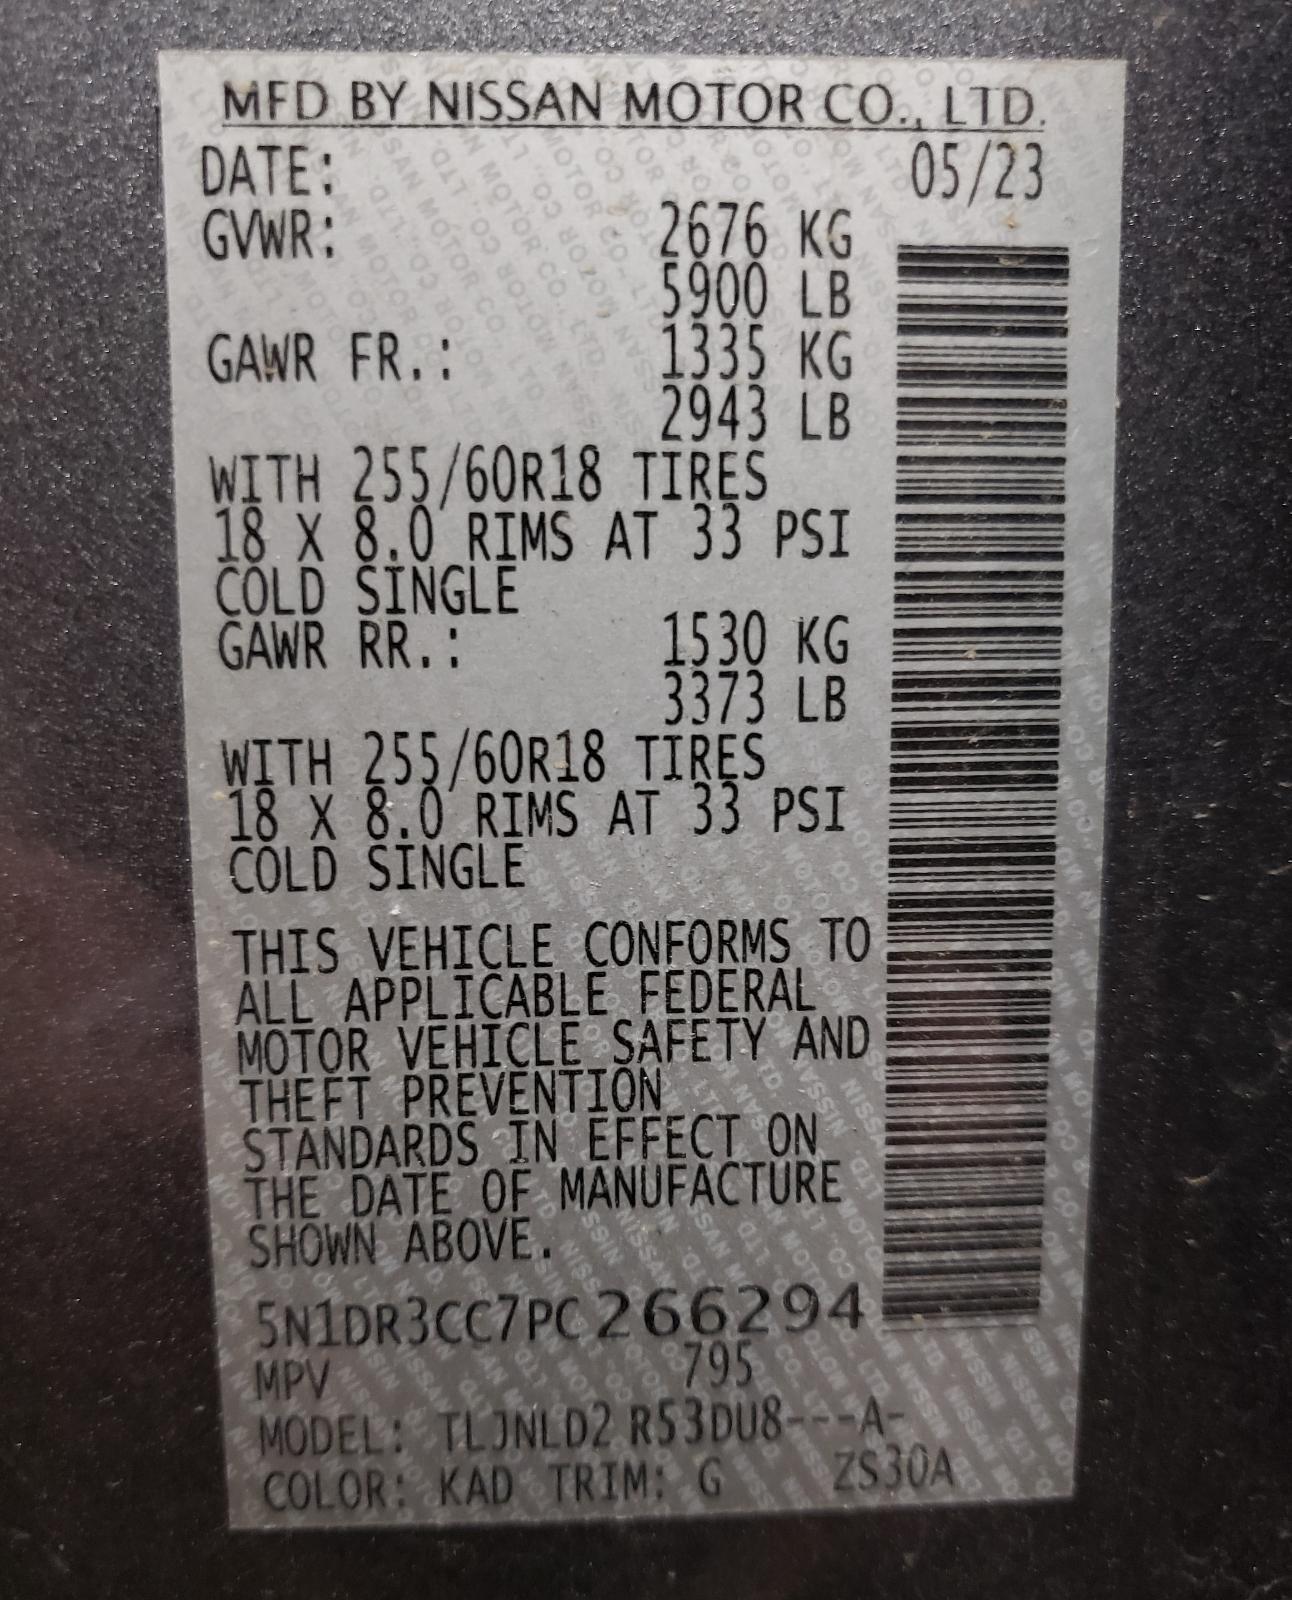 MFD BY NISSAN MOTOR CO., LTD.
DATE: 05/23
GVWR: 2676 KG
5900 LB
GAWR FR.: 1335 KG
2943 LB
WITH 255/60R18 TIRES
18 X 8.0 RIMS AT 33 PSI
COLD SINGLE
GAWR RR.: 1530 KG
3373 LB
WITH 255/60R18 TIRES
18 X 8.0 RIMS AT 33 PSI
COLD SINGLE
THIS VEHICLE CONFORMS TO
ALL APPLICABLE FEDERAL
MOTOR VEHICLE SAFETY AND
THEFT PREVENTION
STANDARDS IN EFFECT ON
THE DATE OF MANUFACTURE
SHOWN ABOVE.
5N1DR3CC7PC266294
MPV 795
MODEL: TLJNLD2 R53DU8---A-
COLOR: KAD TRIM: G ZS30A